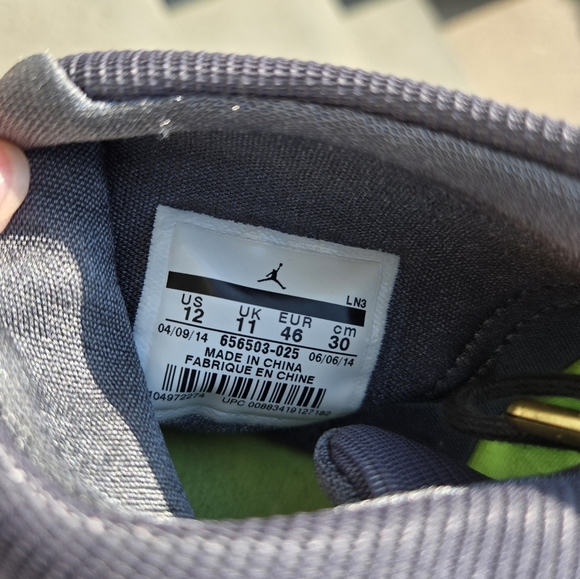 LN3
US UK EUR cm
12 11 46 30
04/09/14 656503-025 06/06/14
MADE IN CHINA
FABRIQUE EN CHINE
104972274 UPC 00883419127182